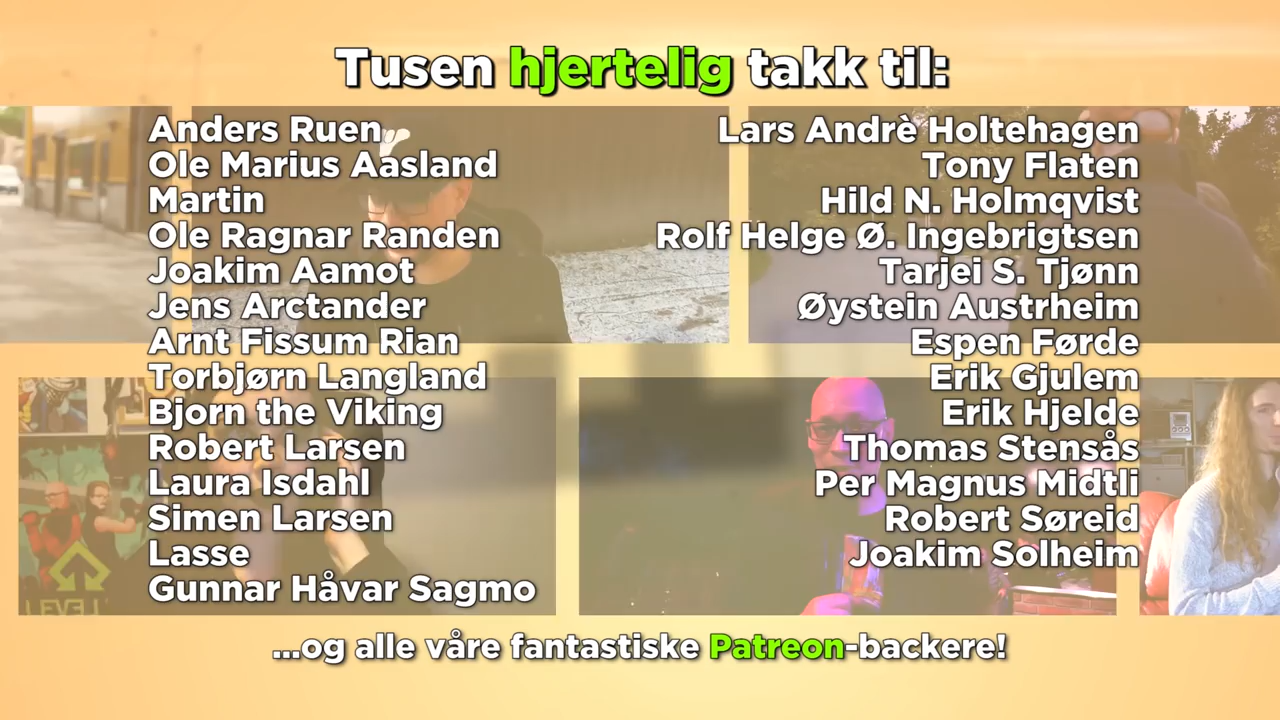 Tusen hjertelig takk til:
Anders Ruen
Ole Marius Aasland
Martin
Ole Ragnar Randen
Joakim Aamot
Jens Arctander
Arnt Fissum Rian
Torbjørn Langland
Bjorn the Viking
Robert Larsen
Laura Isdahl
Simen Larsen
Lasse
Gunnar Håvar Sagmo
Lars Andrè Holtehagen
Tony Flaten
Hild N. Holmqvist
Rolf Helge Ø. Ingebrigtsen
Tarjei S. Tjønn
Øystein Austrheim
Espen Førde
Erik Gjulem
Erik Hjelde
Thomas Stensås
Per Magnus Midtli
Robert Søreid
Joakim Solheim
LEVEL
...og alle våre fantastiske Patreon-backere!